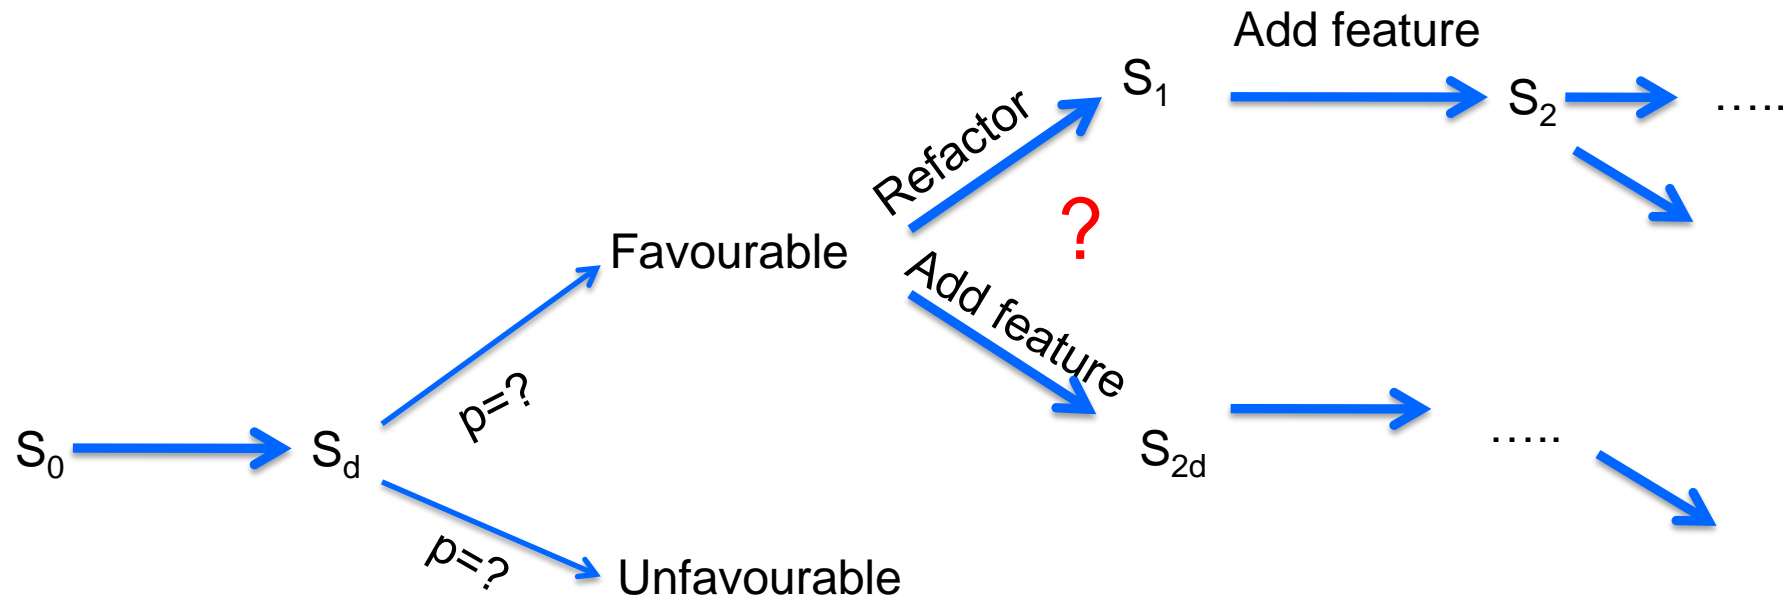 Add feature
S1
S2
.....
Refactor
?
Favourable
Add feature
p=?
S0
Sd
S2d
.....
p=?
Unfavourable